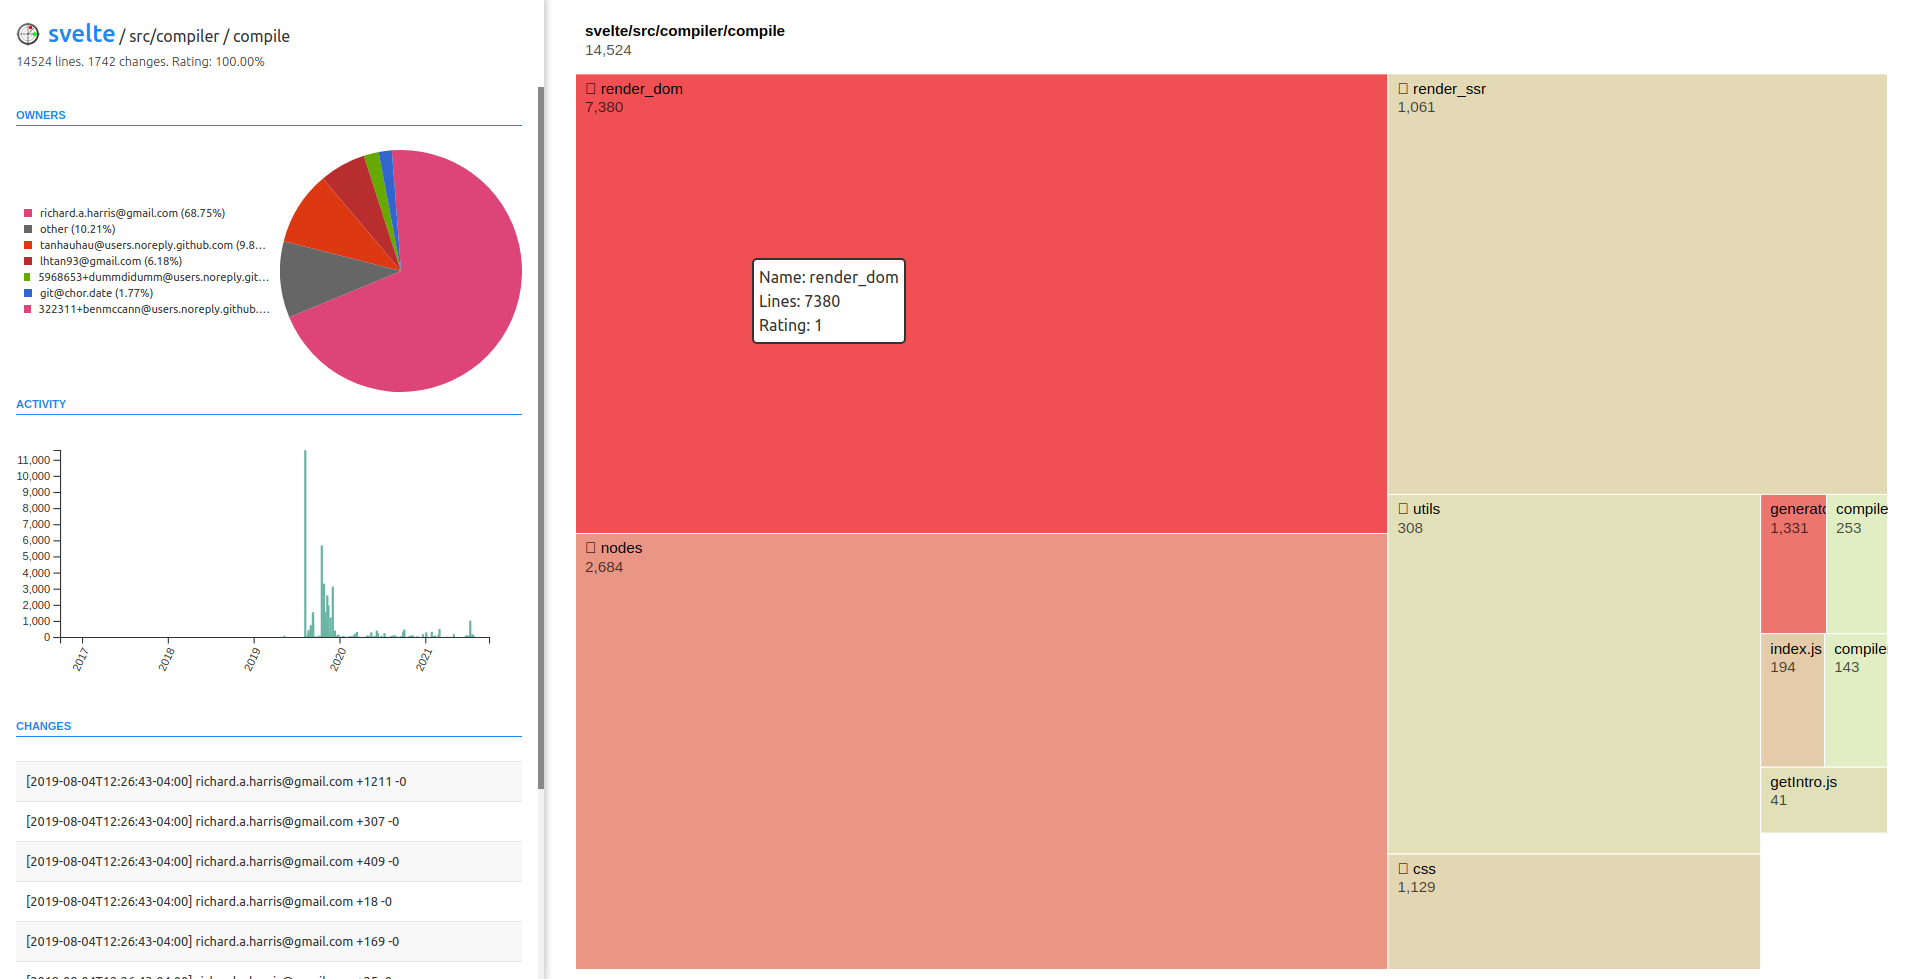 svelte / src/compiler / compile
14524 lines. 1742 changes. Rating: 100.00%
OWNERS
richard.a.harris@gmail.com (68.75%)
other (10.21%)
tanhauhau@users.noreply.github.com (9.8…
lhtan93@gmail.com (6.18%)
5968653+dummdidumm@users.noreply.git…
git@chor.date (1.77%)
322311+benmccann@users.noreply.github.…
ACTIVITY
11,000
10,000
9,000
8,000
7,000
6,000
5,000
4,000
3,000
2,000
1,000
0
2017
2018
2019
2020
2021
CHANGES
[2019-08-04T12:26:43-04:00] richard.a.harris@gmail.com +1211 -0
[2019-08-04T12:26:43-04:00] richard.a.harris@gmail.com +307 -0
[2019-08-04T12:26:43-04:00] richard.a.harris@gmail.com +409 -0
[2019-08-04T12:26:43-04:00] richard.a.harris@gmail.com +18 -0
[2019-08-04T12:26:43-04:00] richard.a.harris@gmail.com +169 -0
svelte/src/compiler/compile
14,524
render_dom
7,380
Name: render_dom
Lines: 7380
Rating: 1
nodes
2,684
render_ssr
1,061
utils
308
css
1,129
generato
1,331
compile
253
index.js
194
compile
143
getIntro.js
41